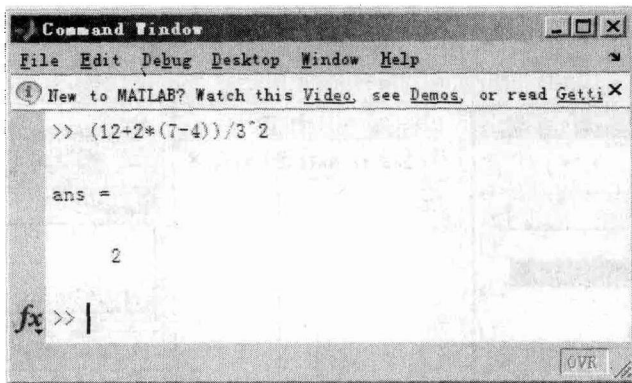 Command Window
File Edit Debug Desktop Window Help
New to MATLAB? Watch this Video, see Demos, or read Getti
>> (12+2*(7-4))/3^2
ans =
2
fx >>
OVR